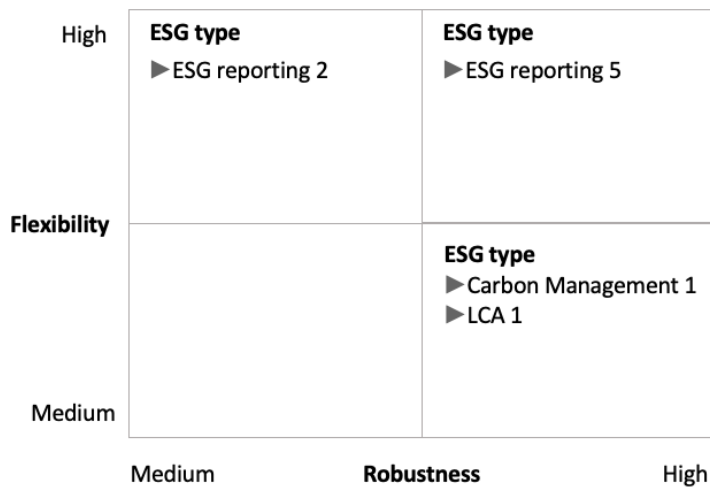 High
ESG type
▶ESG reporting 2
ESG type
▶ESG reporting 5
Flexibility
ESG type
▶Carbon Management 1
▶LCA 1
Medium
Medium
Robustness
High